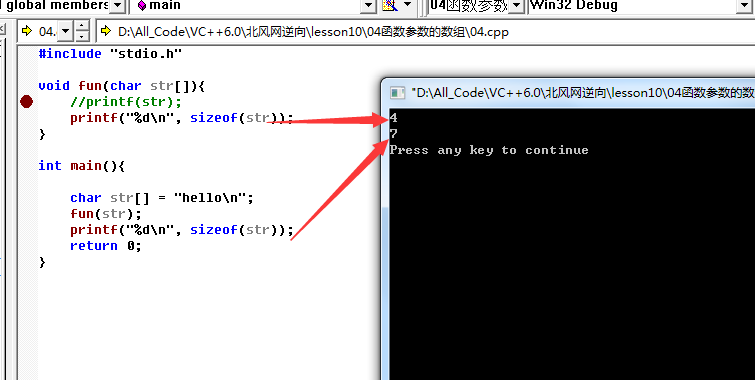 l global members
main
04函数参数
Win32 Debug
04.
D:\All_Code\VC++6.0\北风网逆向\lesson10\04函数参数的数组\04.cpp
#include "stdio.h"
void fun(char str[]){
//printf(str);
printf("%d\n", sizeof(str));
}
int main(){
char str[] = "hello\n";
fun(str);
printf("%d\n", sizeof(str));
return 0;
}
"D:\All_Code\VC++6.0\北风网逆向\lesson10\04函数参数的数
4
7
Press any key to continue